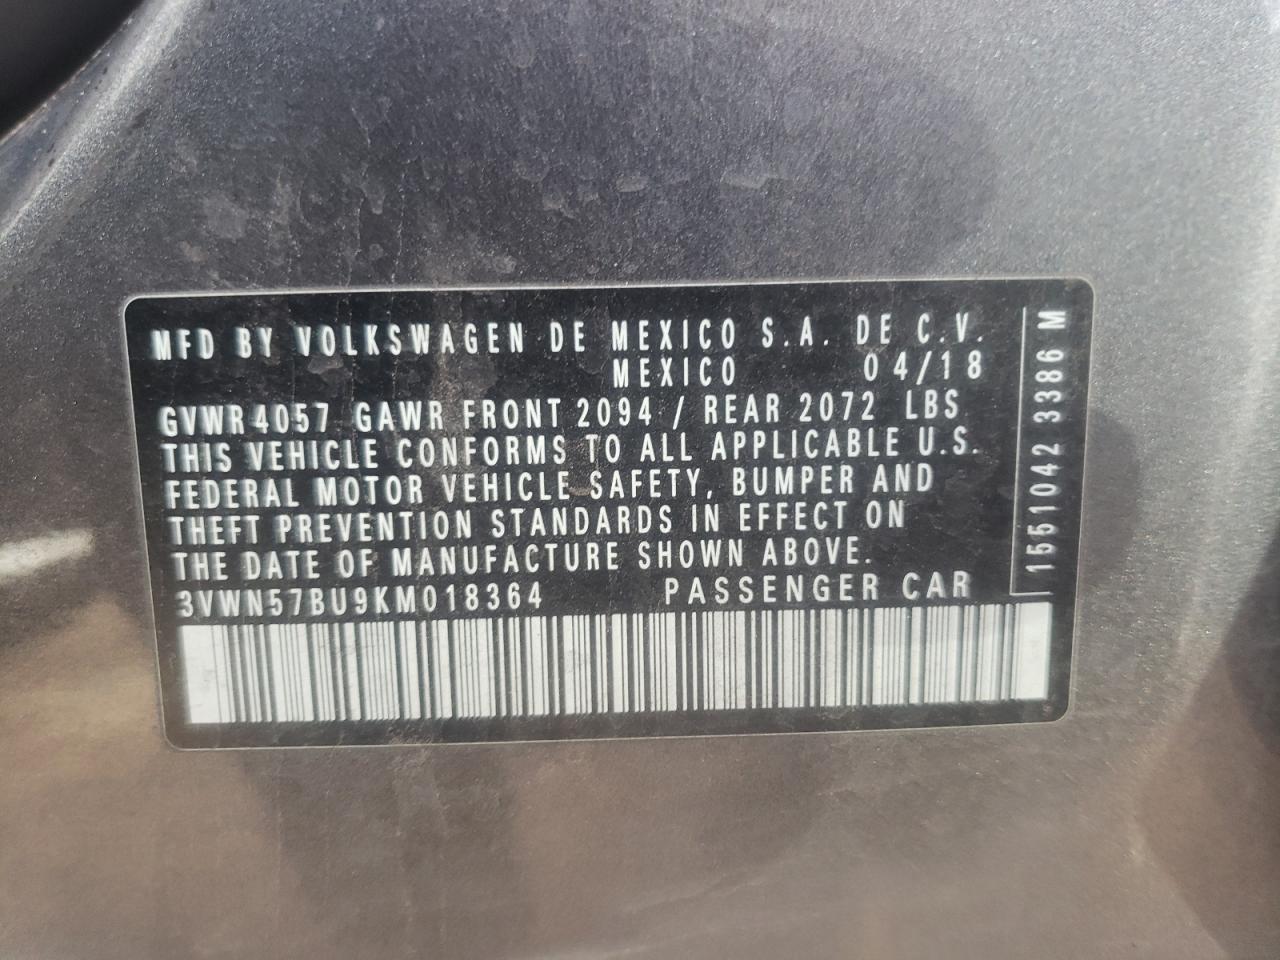 MFD BY VOLKSWAGEN DE MEXICO S.A. DE C.V.
MEXICO 04/18
GVWR 4057 GAWR FRONT 2094 / REAR 2072 LBS
THIS VEHICLE CONFORMS TO ALL APPLICABLE U.S.
FEDERAL MOTOR VEHICLE SAFETY, BUMPER AND
THEFT PREVENTION STANDARDS IN EFFECT ON
THE DATE OF MANUFACTURE SHOWN ABOVE.
3VWN57BU9KM018364 PASSENGER CAR
1551042 3386 M